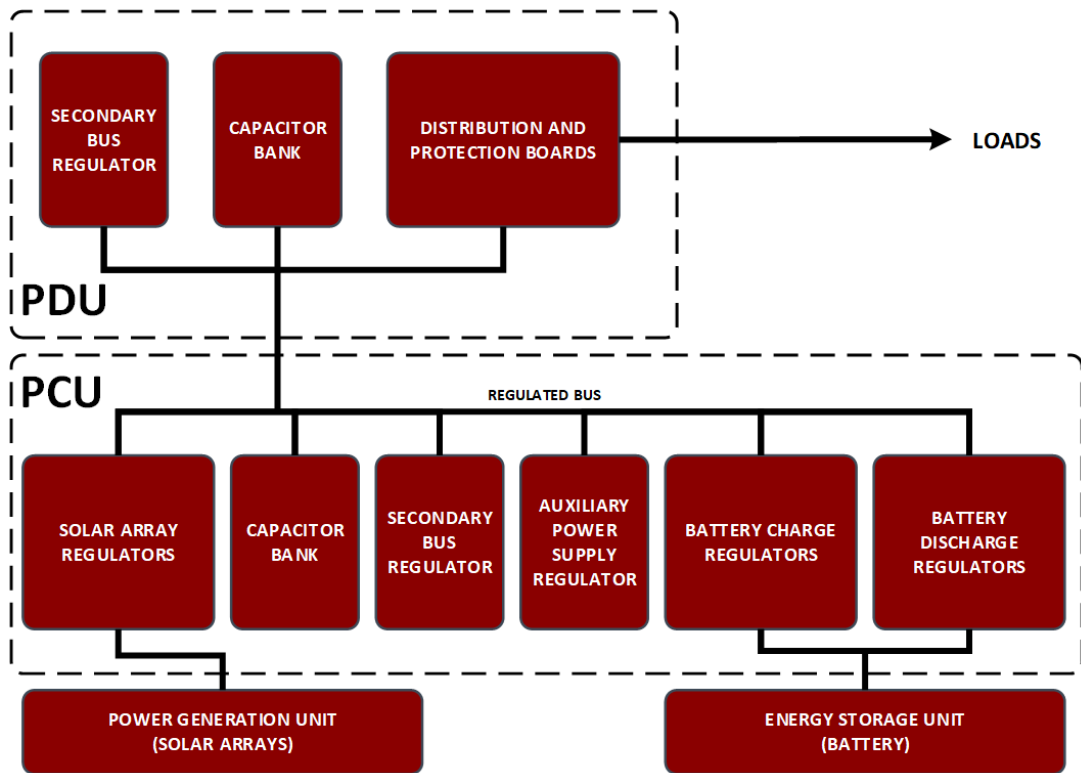 SECONDARY
BUS
REGULATOR
CAPACITOR
BANK
DISTRIBUTION AND
PROTECTION BOARDS
LOADS
PDU
PCU
REGULATED BUS
SOLAR ARRAY
REGULATORS
CAPACITOR
BANK
SECONDARY
BUS
REGULATOR
AUXILIARY
POWER
SUPPLY
REGULATOR
BATTERY CHARGE
REGULATORS
BATTERY
DISCHARGE
REGULATORS
POWER GENERATION UNIT
(SOLAR ARRAYS)
ENERGY STORAGE UNIT
(BATTERY)